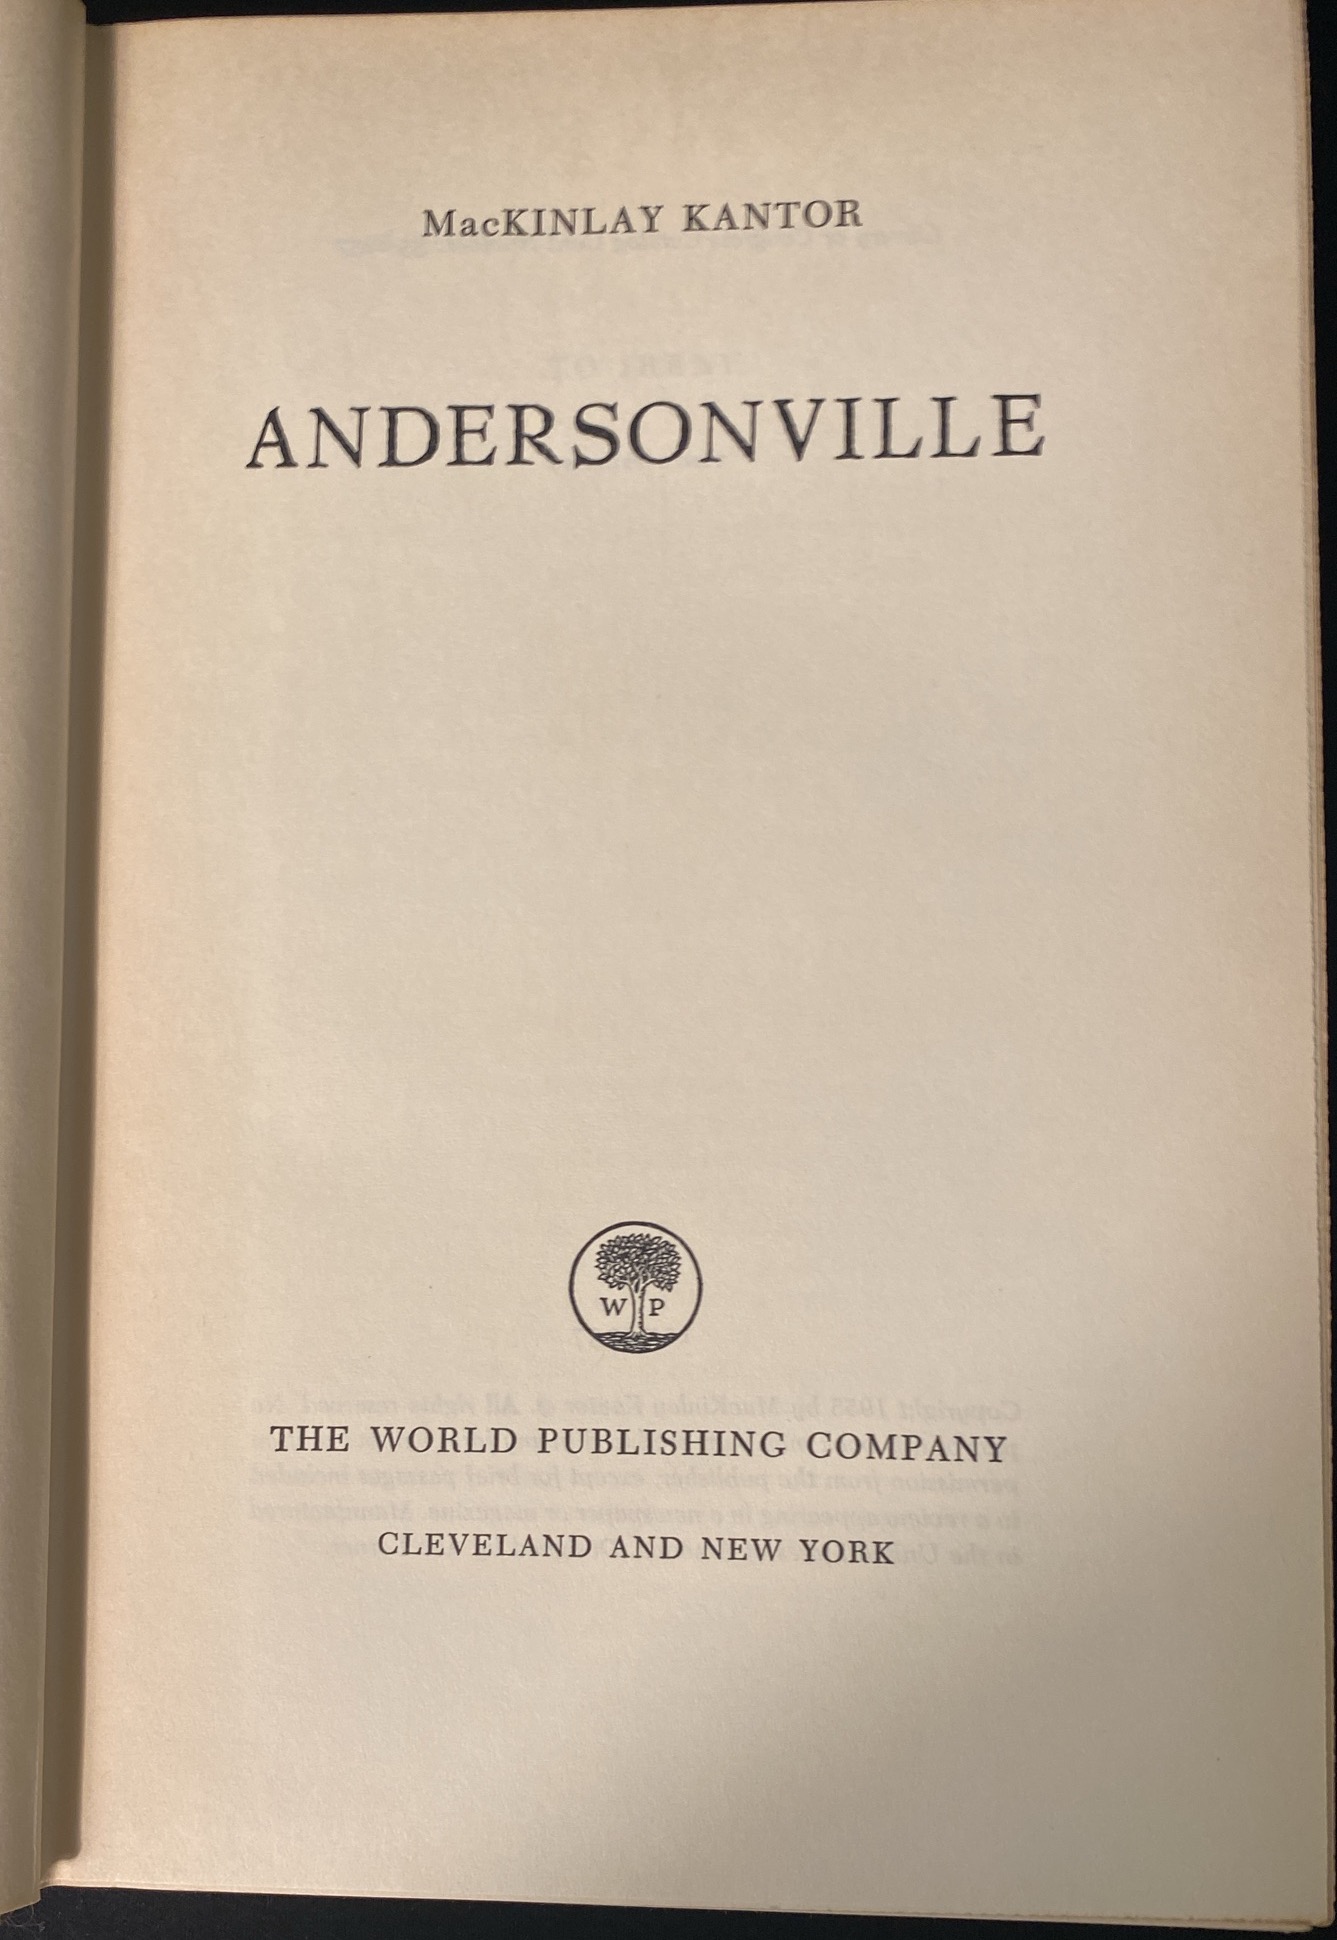 MacKINLAY KANTOR
ANDERSONVILLE
W P
THE WORLD PUBLISHING COMPANY
CLEVELAND AND NEW YORK